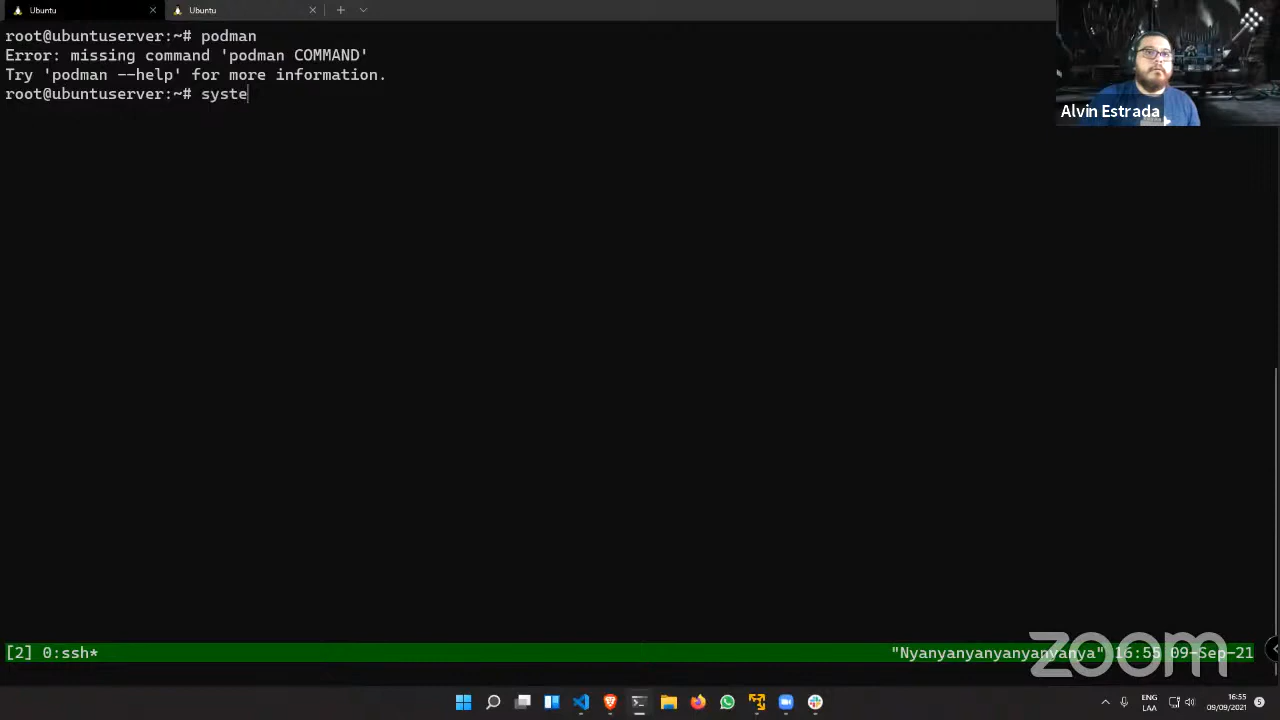 Ubuntu
Ubuntu
root@ubuntuserver:~# podman
Error: missing command 'podman COMMAND'
Try 'podman --help' for more information.
root@ubuntuserver:~# syste
Alvin Estrada
[2] 0:ssh*
"Nyanyanyanyanyanyanya" 16:55 09-Sep-21
zoom
ENG
LAA
16:55
09/09/2021
5